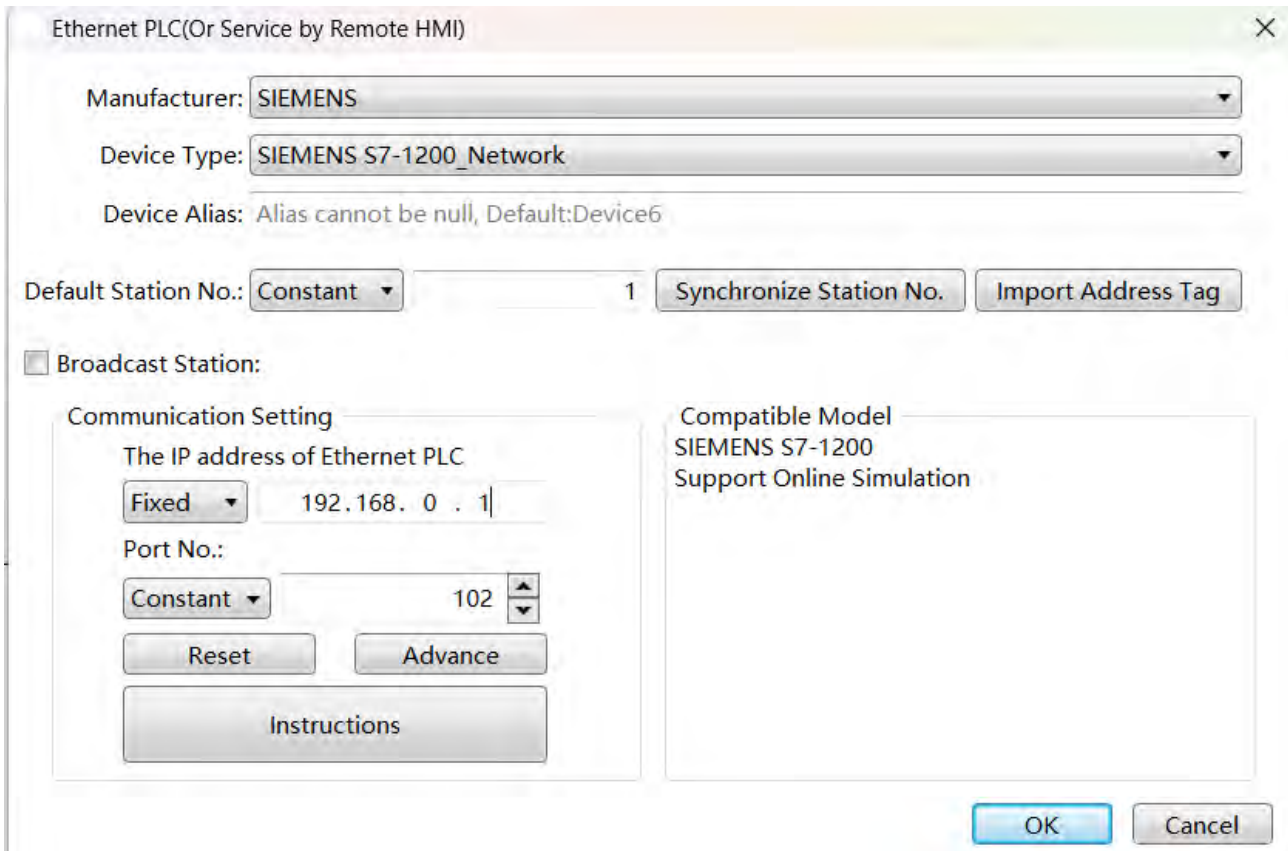 Ethernet PLC(Or Service by Remote HMI)
Manufacturer: SIEMENS
Device Type: SIEMENS S7-1200_Network
Device Alias: Alias cannot be null, Default:Device6
Default Station No.: Constant 1 Synchronize Station No. Import Address Tag
Broadcast Station:
Communication Setting
The IP address of Ethernet PLC
Fixed 192.168. 0 . 1
Port No.:
Constant 102
Reset Advance
Instructions
Compatible Model
SIEMENS S7-1200
Support Online Simulation
OK Cancel